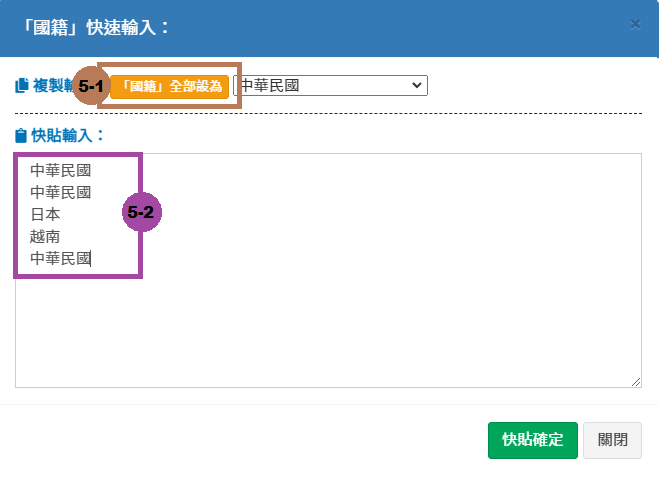 「國籍」快速輸入：
×
複製輸
5-1
「國籍」全部設為
中華民國
快貼輸入：
中華民國
中華民國
日本
5-2
越南
中華民國
快貼確定
關閉